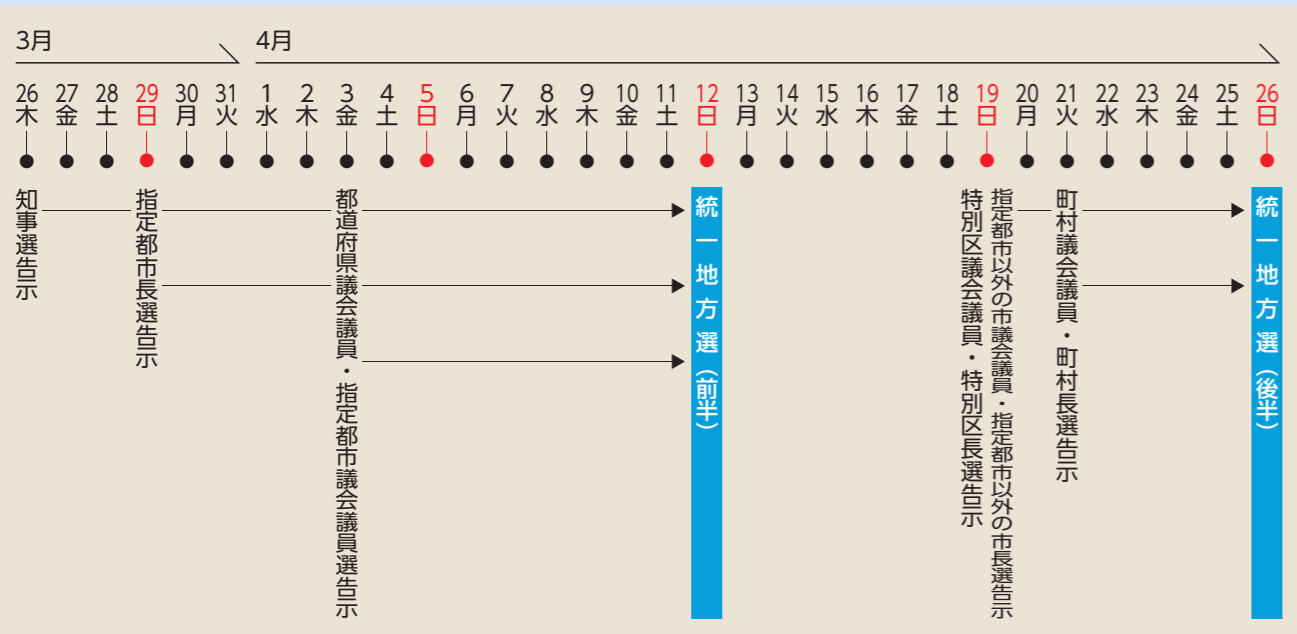 3月
4月
26 27 28 29 30 31 1 2 3 4 5 6 7 8 9 10 11 12 13 14 15 16 17 18 19 20 21 22 23 24 25 26
木 金 土 日 月 火 水 木 金 土 日 月 火 水 木 金 土 日 月 火 水 木 金 土 日 月 火 水 木 金 土 日
知事選告示
指定都市長選告示
都道府県議会議員・指定都市議会議員選告示
統一地方選(前半)
指定都市以外の市議会議員・指定都市以外の市長選告示
特別区議会議員・特別区長選告示
町村議会議員・町村長選告示
統一地方選(後半)